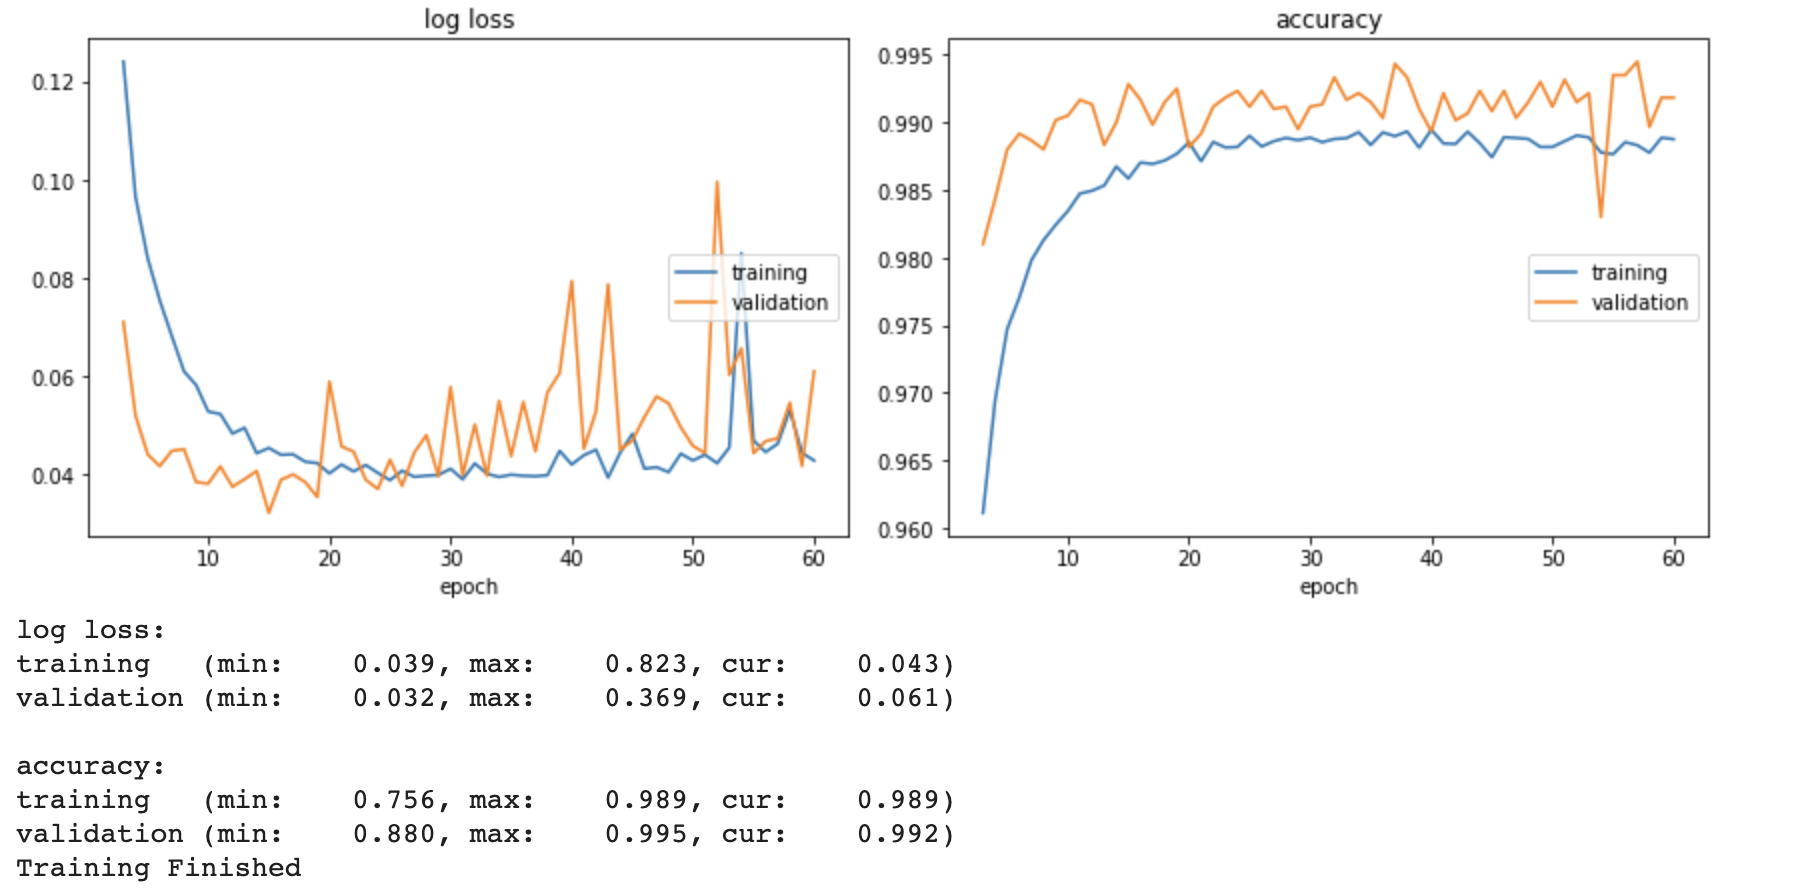 log loss
0.12
0.10
0.08
0.06
0.04
10 20 30 40 50 60
epoch
training
validation
accuracy
0.995
0.990
0.985
0.980
0.975
0.970
0.965
0.960
10 20 30 40 50 60
epoch
training
validation
log loss:
training   (min:    0.039, max:    0.823, cur:    0.043)
validation (min:    0.032, max:    0.369, cur:    0.061)
accuracy:
training   (min:    0.756, max:    0.989, cur:    0.989)
validation (min:    0.880, max:    0.995, cur:    0.992)
Training Finished